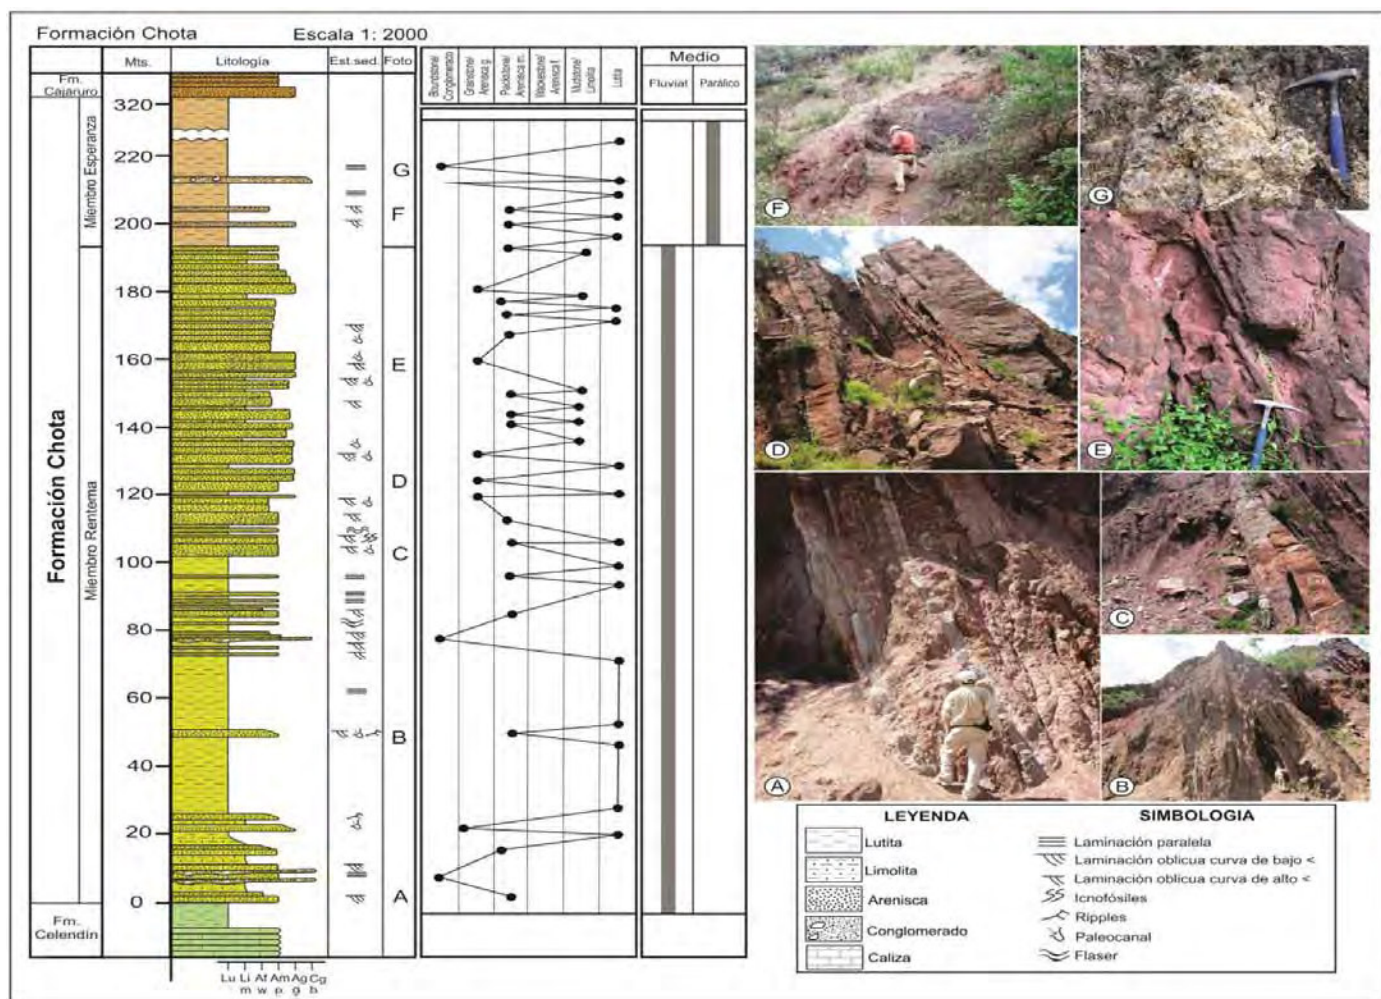 Formación Chota Escala 1: 2000
Mts. Litología Est.sed. Foto
Boundstone/ Conglomerado
Grainstone/ Arenisca g.
Packstone/ Arenisca m.
Wackestone/ Arenisca f.
Mudstone/ Limolita
Lutita
Medio
Fluvial Parálico
Fm. Cajaruro
Miembro Esperanza
Formación Chota
Miembro Rentema
Fm. Celendín
320
220
200
180
160
140
120
100
80
60
40
20
0
G
F
E
D
C
B
A
Lu Li Af Am Ag Cg
m w p g b
F
G
D
E
A
C
B
LEYENDA
Lutita
Limolita
Arenisca
Conglomerado
Caliza
SIMBOLOGIA
Laminación paralela
Laminación oblicua curva de bajo <
Laminación oblicua curva de alto <
Icnofósiles
Ripples
Paleocanal
Flaser